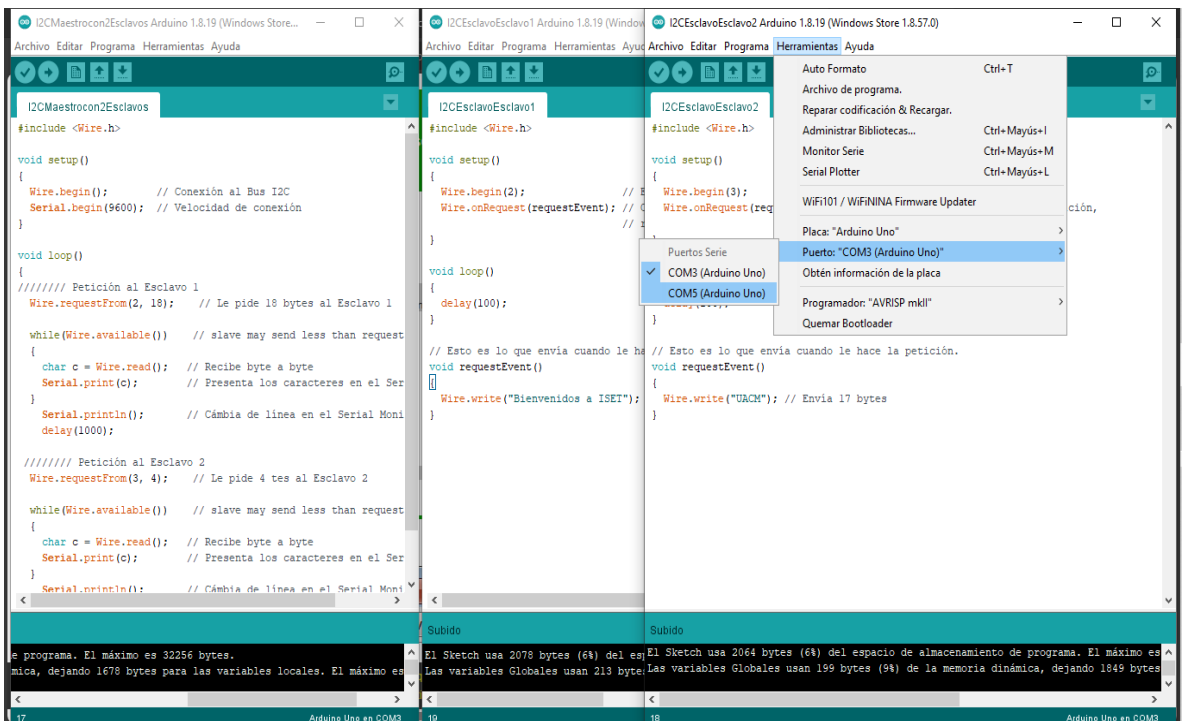 I2CMaestrocon2Esclavos Arduino 1.8.19 (Windows Store...
Archivo Editar Programa Herramientas Ayuda
I2CMaestrocon2Esclavos
#include <Wire.h>
void setup()
{
Wire.begin(); // Conexión al Bus I2C
Serial.begin(9600); // Velocidad de conexión
}
void loop()
{
//////// Petición al Esclavo 1
Wire.requestFrom(2, 18); // Le pide 18 bytes al Esclavo 1
while(Wire.available()) // slave may send less than request
{
char c = Wire.read(); // Recibe byte a byte
Serial.print(c); // Presenta los caracteres en el Ser
}
Serial.println(); // Cámbia de línea en el Serial Moni
delay(1000);
//////// Petición al Esclavo 2
Wire.requestFrom(3, 4); // Le pide 4 tes al Esclavo 2
while(Wire.available()) // slave may send less than request
{
char c = Wire.read(); // Recibe byte a byte
Serial.print(c); // Presenta los caracteres en el Ser
}
Serial.println(); // Cámbia de línea en el Serial Moni
e programa. El máximo es 32256 bytes.
mica, dejando 1678 bytes para las variables locales. El máximo es
17
Arduino Uno en COM3
I2CEsclavoEsclavo1 Arduino 1.8.19 (Window
Archivo Editar Programa Herramientas Ayuc
I2CEsclavoEsclavo1
#include <Wire.h>
void setup()
{
Wire.begin(2); // E
Wire.onRequest(requestEvent); // C
// r
}
void loop()
{
delay(100);
}
// Esto es lo que envía cuando le ha
void requestEvent()
{
Wire.write("Bienvenidos a ISET");
}
Subido
El Sketch usa 2078 bytes (6%) del esp
Las variables Globales usan 213 byte
19
I2CEsclavoEsclavo2 Arduino 1.8.19 (Windows Store 1.8.57.0)
Archivo Editar Programa Herramientas Ayuda
I2CEsclavoEsclavo2
#include <Wire.h>
void setup()
{
Wire.begin(3);
Wire.onRequest(req
ción,
}
// Esto es lo que envía cuando le hace la petición.
void requestEvent()
{
Wire.write("UACM"); // Envía 17 bytes
}
Auto Formato Ctrl+T
Archivo de programa.
Reparar codificación & Recargar.
Administrar Bibliotecas... Ctrl+Mayús+I
Monitor Serie Ctrl+Mayús+M
Serial Plotter Ctrl+Mayús+L
WiFi101 / WiFiNINA Firmware Updater
Placa: "Arduino Uno"
Puerto: "COM3 (Arduino Uno)"
Obtén información de la placa
Programador: "AVRISP mkII"
Quemar Bootloader
Puertos Serie
COM3 (Arduino Uno)
COM5 (Arduino Uno)
Subido
El Sketch usa 2064 bytes (6%) del espacio de almacenamiento de programa. El máximo es
Las variables Globales usan 199 bytes (9%) de la memoria dinámica, dejando 1849 bytes
18
Arduino Uno en COM3